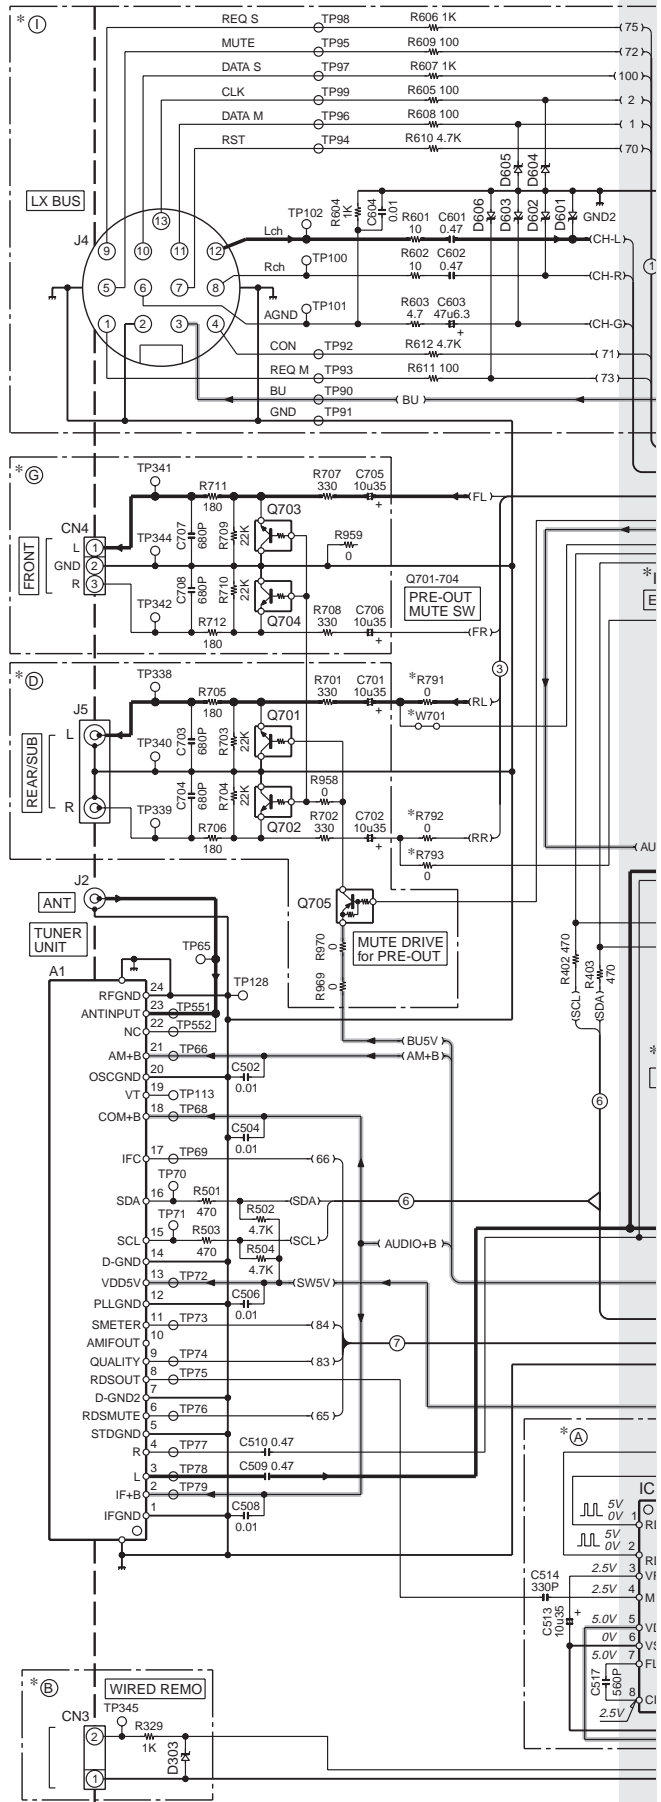 * I
REQ S TP98 R606 1K (75)
MUTE TP95 R609 100 (72)
DATA S TP97 R607 1K (100)
CLK TP99 R605 100 (2)
DATA M TP96 R608 100 (1)
RST TP94 R610 4.7K (70)
D605 D604
LX BUS
13
R604 1K C604 0.01
D606 D603 D602 D601 GND2
J4
TP102
R601 10 C601 0.47
9 10 11 12 Lch (CH-L)
TP100
R602 10 C602 0.47
5 6 7 8 Rch (CH-R)
1
AGND TP101
R603 4.7 C603 47u6.3 + (CH-G)
1 2 3 4
CON TP92 R612 4.7K (71)
REQ M TP93 R611 100 (73)
BU TP90 (BU)
GND TP91
* G
TP341
R711 180
R707 330 C705 10u35 +
(FL)
CN4
Q703
C707 680P R709 22K
L 1
TP344
R959 0
GND 2
FRONT
R 3
C708 680P R710 22K
Q701-704
PRE-OUT
MUTE SW
TP342
Q704
R712 180
R708 330 C706 10u35 +
(FR)
* D
TP338
R705 180
R701 330 C701 10u35 +
*R791 0
(RL)
3
*W701
J5
Q701
L
C703 680P R703 22K
TP340
REAR/SUB
R958 0
C704 680P R704 22K
R
TP339
Q702
R706 180
R702 330 C702 10u35 +
*R792 0
(RR)
*R793 0
(AU
J2
ANT
Q705
TUNER
UNIT
MUTE DRIVE
for PRE-OUT
R970 0
R969 0
TP65
R402 470
R403 470
(SCL)
(SDA)
A1
TP128
RFGND 24
ANTINPUT 23 TP551
NC 22 TP552
(BU5V)
AM+B 21 TP66 (AM+B)
OSCGND 20 C502 0.01
VT 19 TP113
COM+B 18 TP68
6
C504 0.01
IFC 17 TP69 (66)
TP70
SDA 16 R501 470 (SDA) 6
R502 4.7K
TP71
SCL 15 R503 470 (SCL)
R504 4.7K
(AUDIO+B)
D-GND 14
VDD5V 13 TP72 (SW5V)
PLLGND 12 C506 0.01
SMETER 11 TP73 (84)
AMIFOUT 10
7
QUALITY 9 TP74 (83)
RDSOUT 8 TP75
D-GND2 7
RDSMUTE 6 TP76 (65)
STDGND 5
R 4 TP77 C510 0.47
L 3 TP78 C509 0.47
IF+B 2 TP79
IFGND 1 C508 0.01
* A
IC
5V
0V 1
5V
0V 2
2.5V 3
2.5V 4
5.0V 5
0V 6
5.0V 7
8
2.5V
C514
330P
C513
10u35 +
C517
560P
* B
WIRED REMO
TP345
CN3
2
R329
1K
D303
1